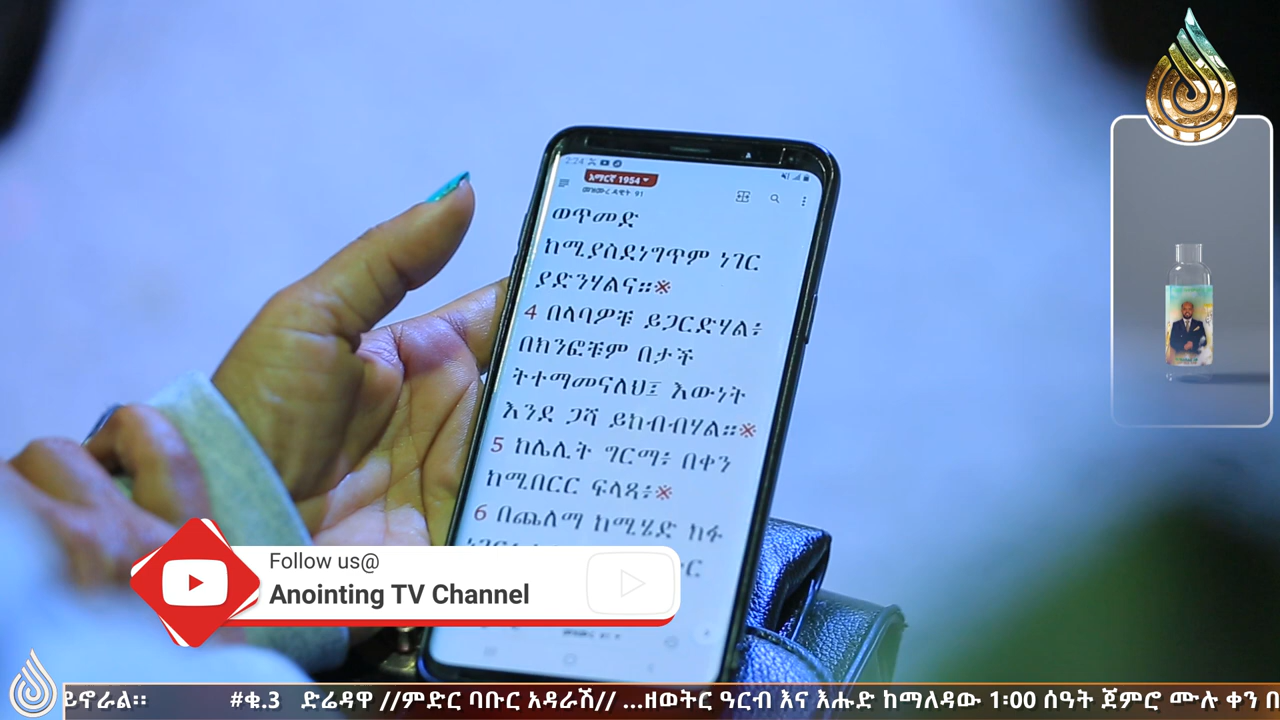 2:24
አማርኛ 1954
መዝሙረ ዳዊት 91
ወጥመድ
ከሚያስደነግጥም ነገር
ያድንሃልና።※
4 በላባዎቹ ይጋርድሃል፥
በክንፎቹም በታች
ትተማመናለህ፤ እውነት
እንደ ጋሻ ይከብብሃል።※
5 ከሌሊት ግርማ፥ በቀን
ከሚበርር ፍላጻ፥※
6 በጨለማ ከሚሄድ ክፉ
Follow us@
Anointing TV Channel
ይኖራል። #ቁ.3 ድሬዳዋ //ምድር ባቡር አዳራሽ// ...ዘወትር ዓርብ እና እሑድ ከማለዳው 1፡00 ሰዓት ጀምሮ ሙሉ ቀን በ